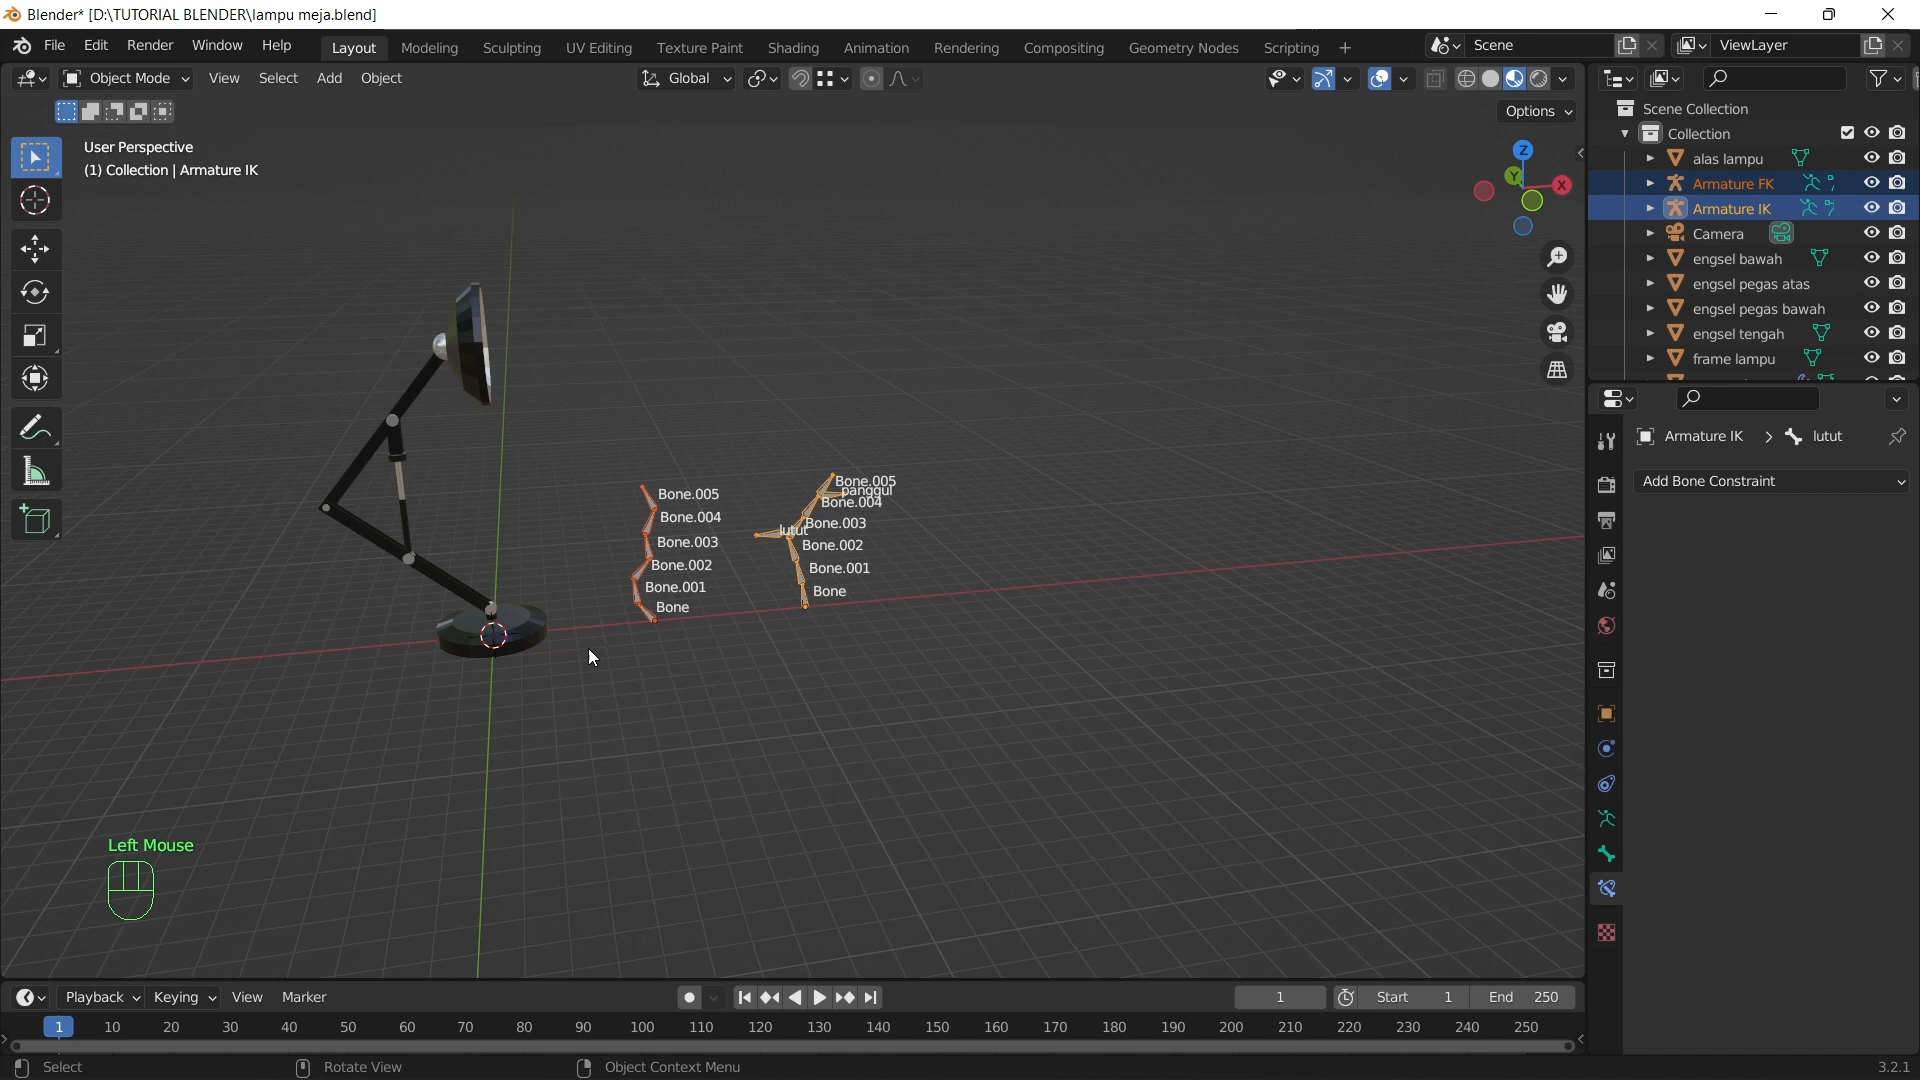 Blender* [D:\TUTORIAL BLENDER\lampu meja.blend]
File Edit Render Window Help Layout Modeling Sculpting UV Editing Texture Paint Shading Animation Rendering Compositing Geometry Nodes Scripting + Scene ViewLayer
Object Mode View Select Add Object Global
Options
User Perspective
(1) Collection | Armature IK
Z
Y
X
Bone.005
Bone.004
Bone.003
Bone.002
Bone.001
Bone
Bone.005
panggul
Bone.004
Bone.003
lutut
Bone.002
Bone.001
Bone
Left Mouse
Scene Collection
Collection
alas lampu
Armature FK
Armature IK
Camera
engsel bawah
engsel pegas atas
engsel pegas bawah
engsel tengah
frame lampu
Armature IK > lutut
Add Bone Constraint
Playback Keying View Marker 1 Start 1 End 250
1 10 20 30 40 50 60 70 80 90 100 110 120 130 140 150 160 170 180 190 200 210 220 230 240 250
Select Rotate View Object Context Menu 3.2.1